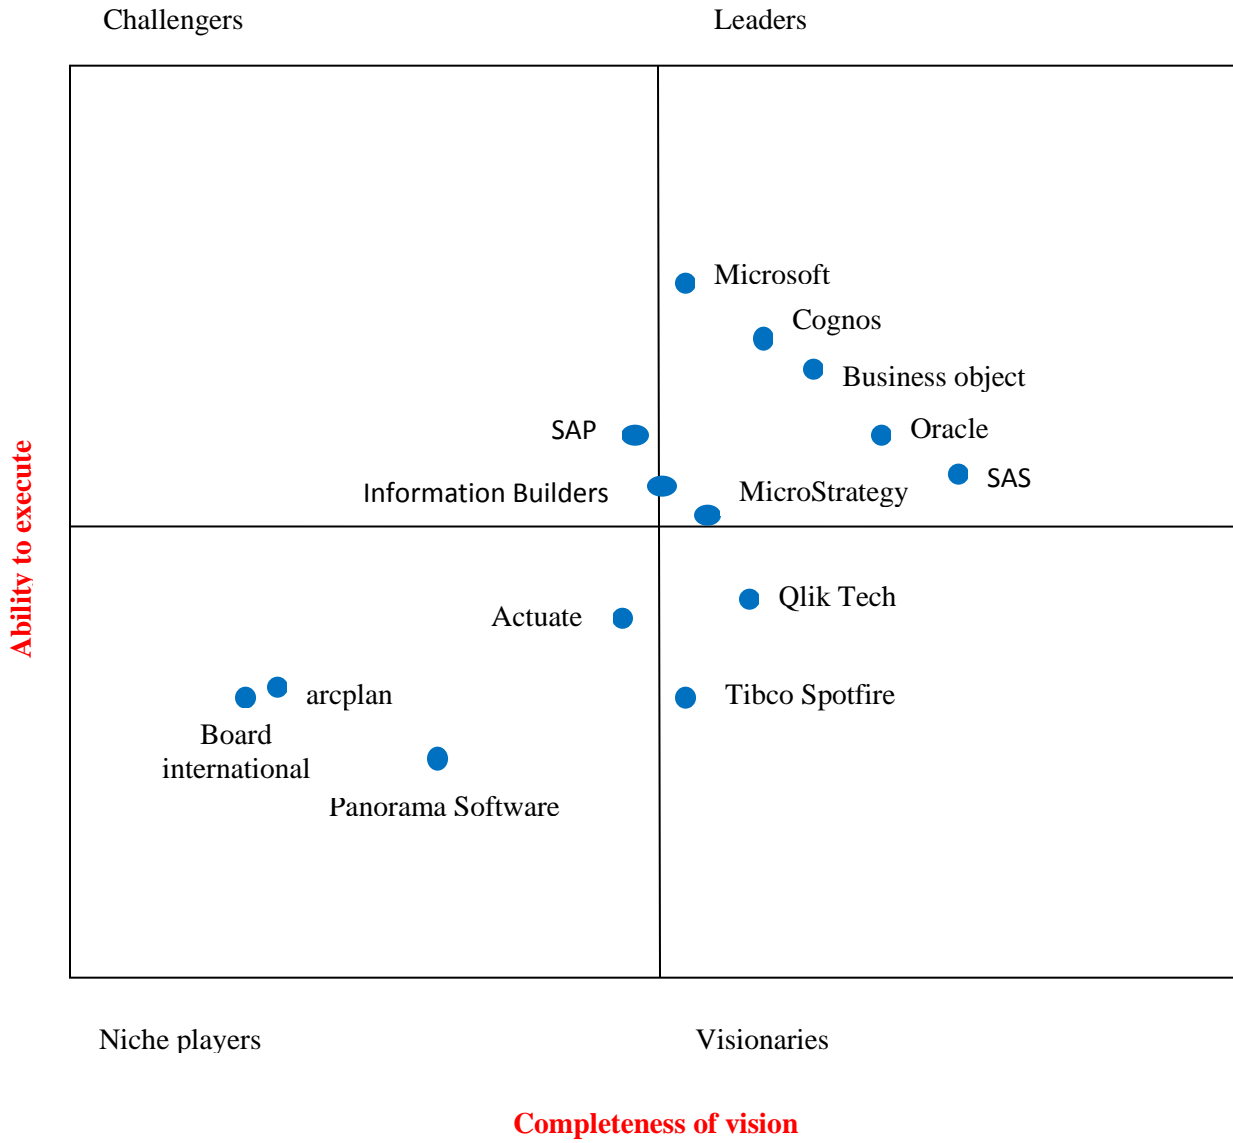 Challengers
Leaders
Microsoft
Cognos
Business object
SAP
Oracle
Information Builders
MicroStrategy
SAS
Ability to execute
Actuate
Qlik Tech
arcplan
Tibco Spotfire
Board
international
Panorama Software
Niche players
Visionaries
Completeness of vision